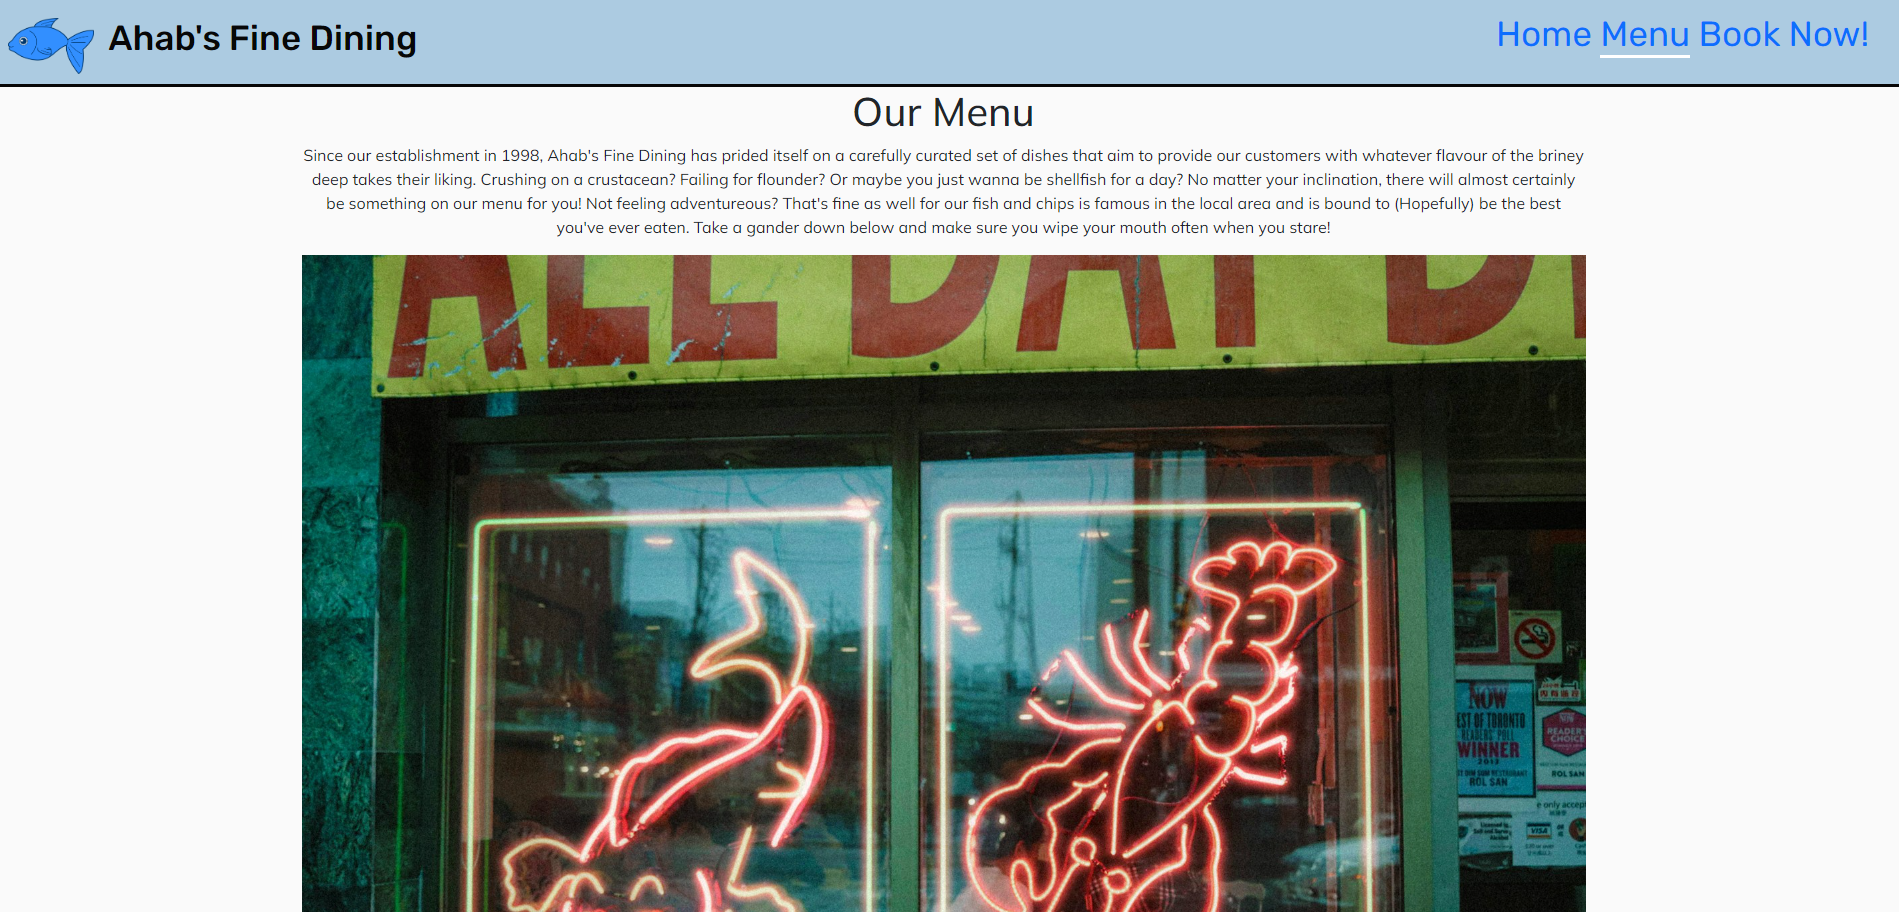 Ahab's Fine Dining
Home Menu Book Now!
Our Menu
Since our establishment in 1998, Ahab's Fine Dining has prided itself on a carefully curated set of dishes that aim to provide our customers with whatever flavour of the briney
deep takes their liking. Crushing on a crustacean? Failing for flounder? Or maybe you just wanna be shellfish for a day? No matter your inclination, there will almost certainly
be something on our menu for you! Not feeling adventureous? That's fine as well for our fish and chips is famous in the local area and is bound to (Hopefully) be the best
you've ever eaten. Take a gander down below and make sure you wipe your mouth often when you stare!
ALL DAY
NOW
EST OF TORONTO
READERS' POLL
WINNER
2012
ROL SAN
NOW
READER'S
CHOICE
ROL SAN
e only accep
VISA